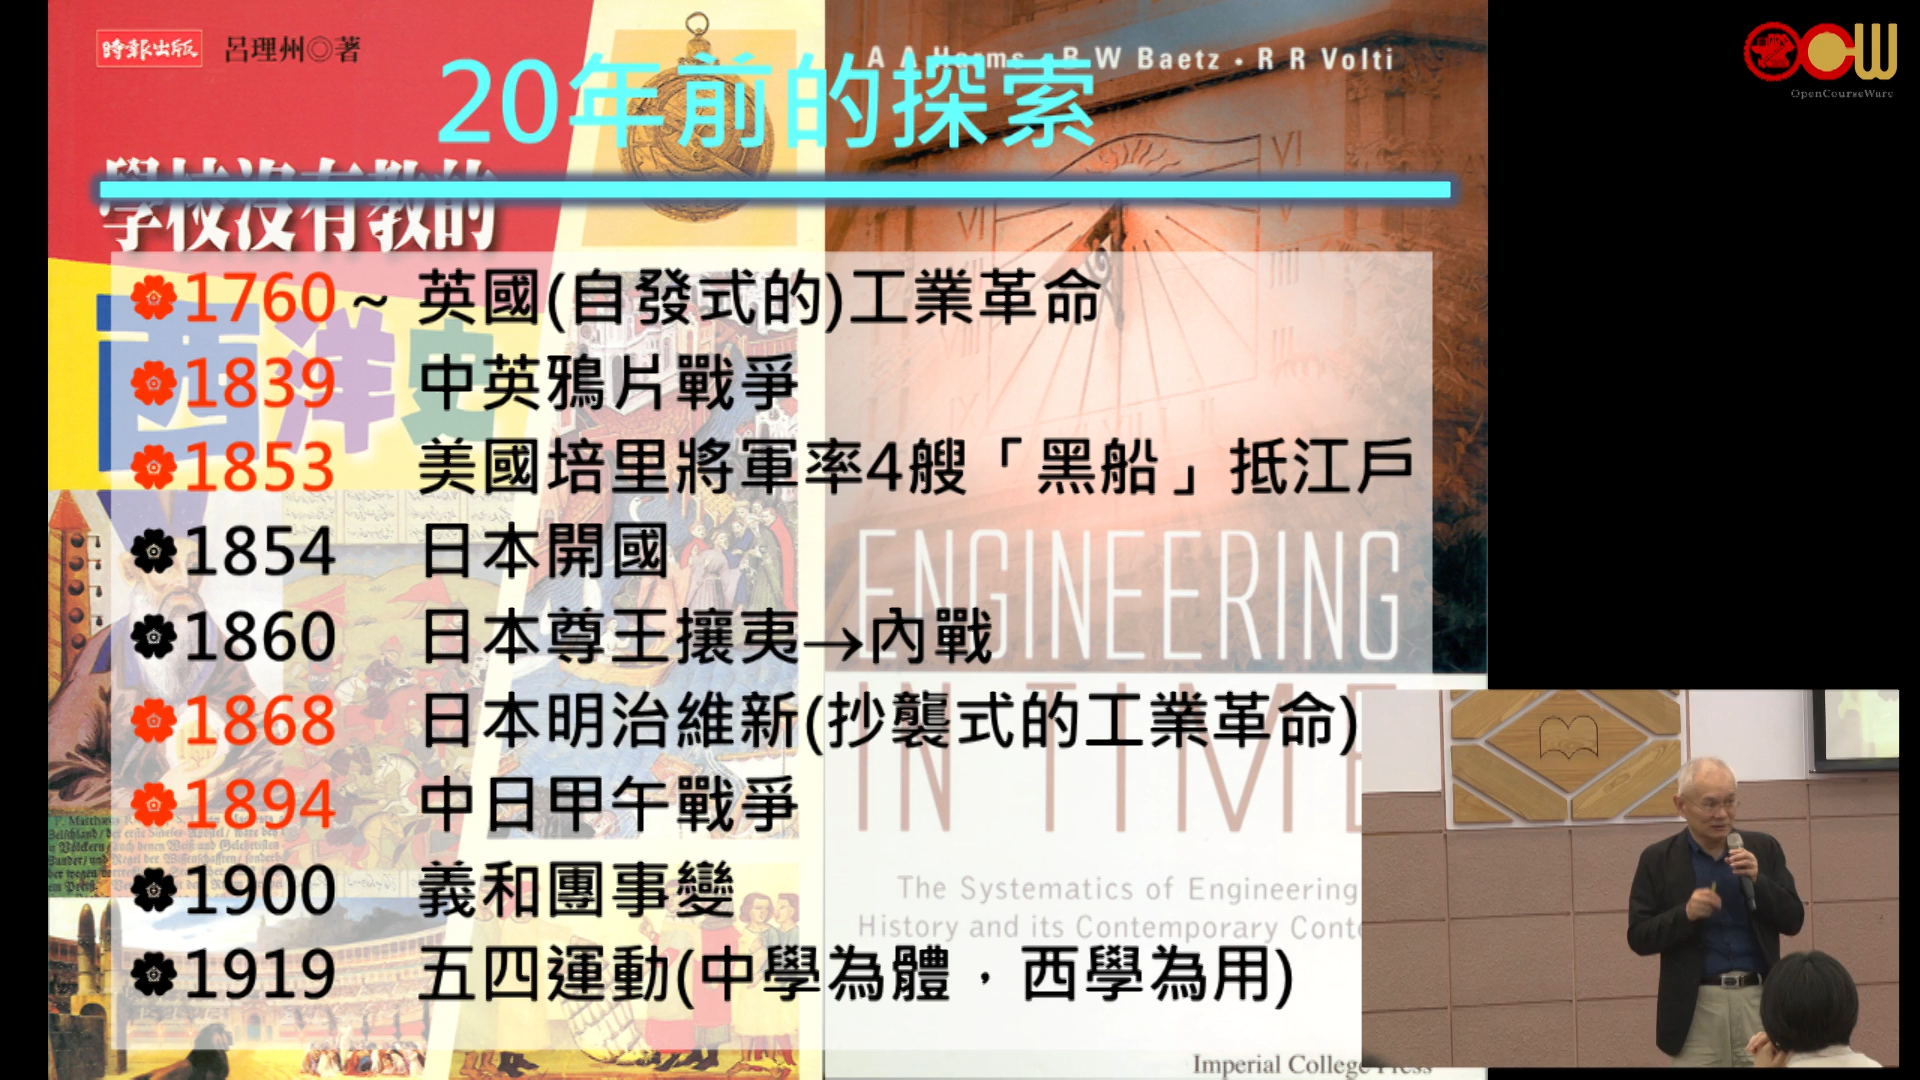 時報出版 呂理州◎著
A A Harms • B W Baetz • R R Volti
20年前的探索
學校沒有教的
西洋史
1760~ 英國(自發式的)工業革命
1839 中英鴉片戰爭
1853 美國培里將軍率4艘「黑船」抵江戶
1854 日本開國
1860 日本尊王攘夷→內戰
1868 日本明治維新(抄襲式的工業革命)
1894 中日甲午戰爭
1900 義和團事變
1919 五四運動(中學為體，西學為用)
ENGINEERING
IN TIME
The Systematics of Engineering
History and its Contemporary
Imperial College Press
OCW
OpenCourseWare